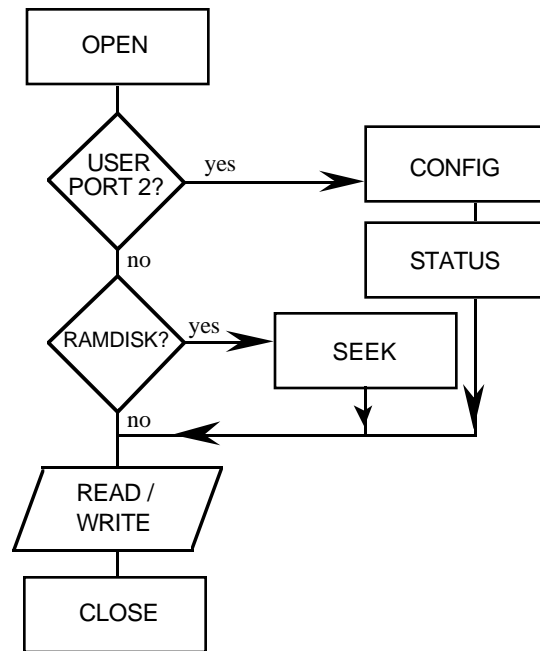 OPEN
USER
PORT 2?
yes
CONFIG
no
STATUS
RAMDISK?
yes
SEEK
no
READ /
WRITE
CLOSE